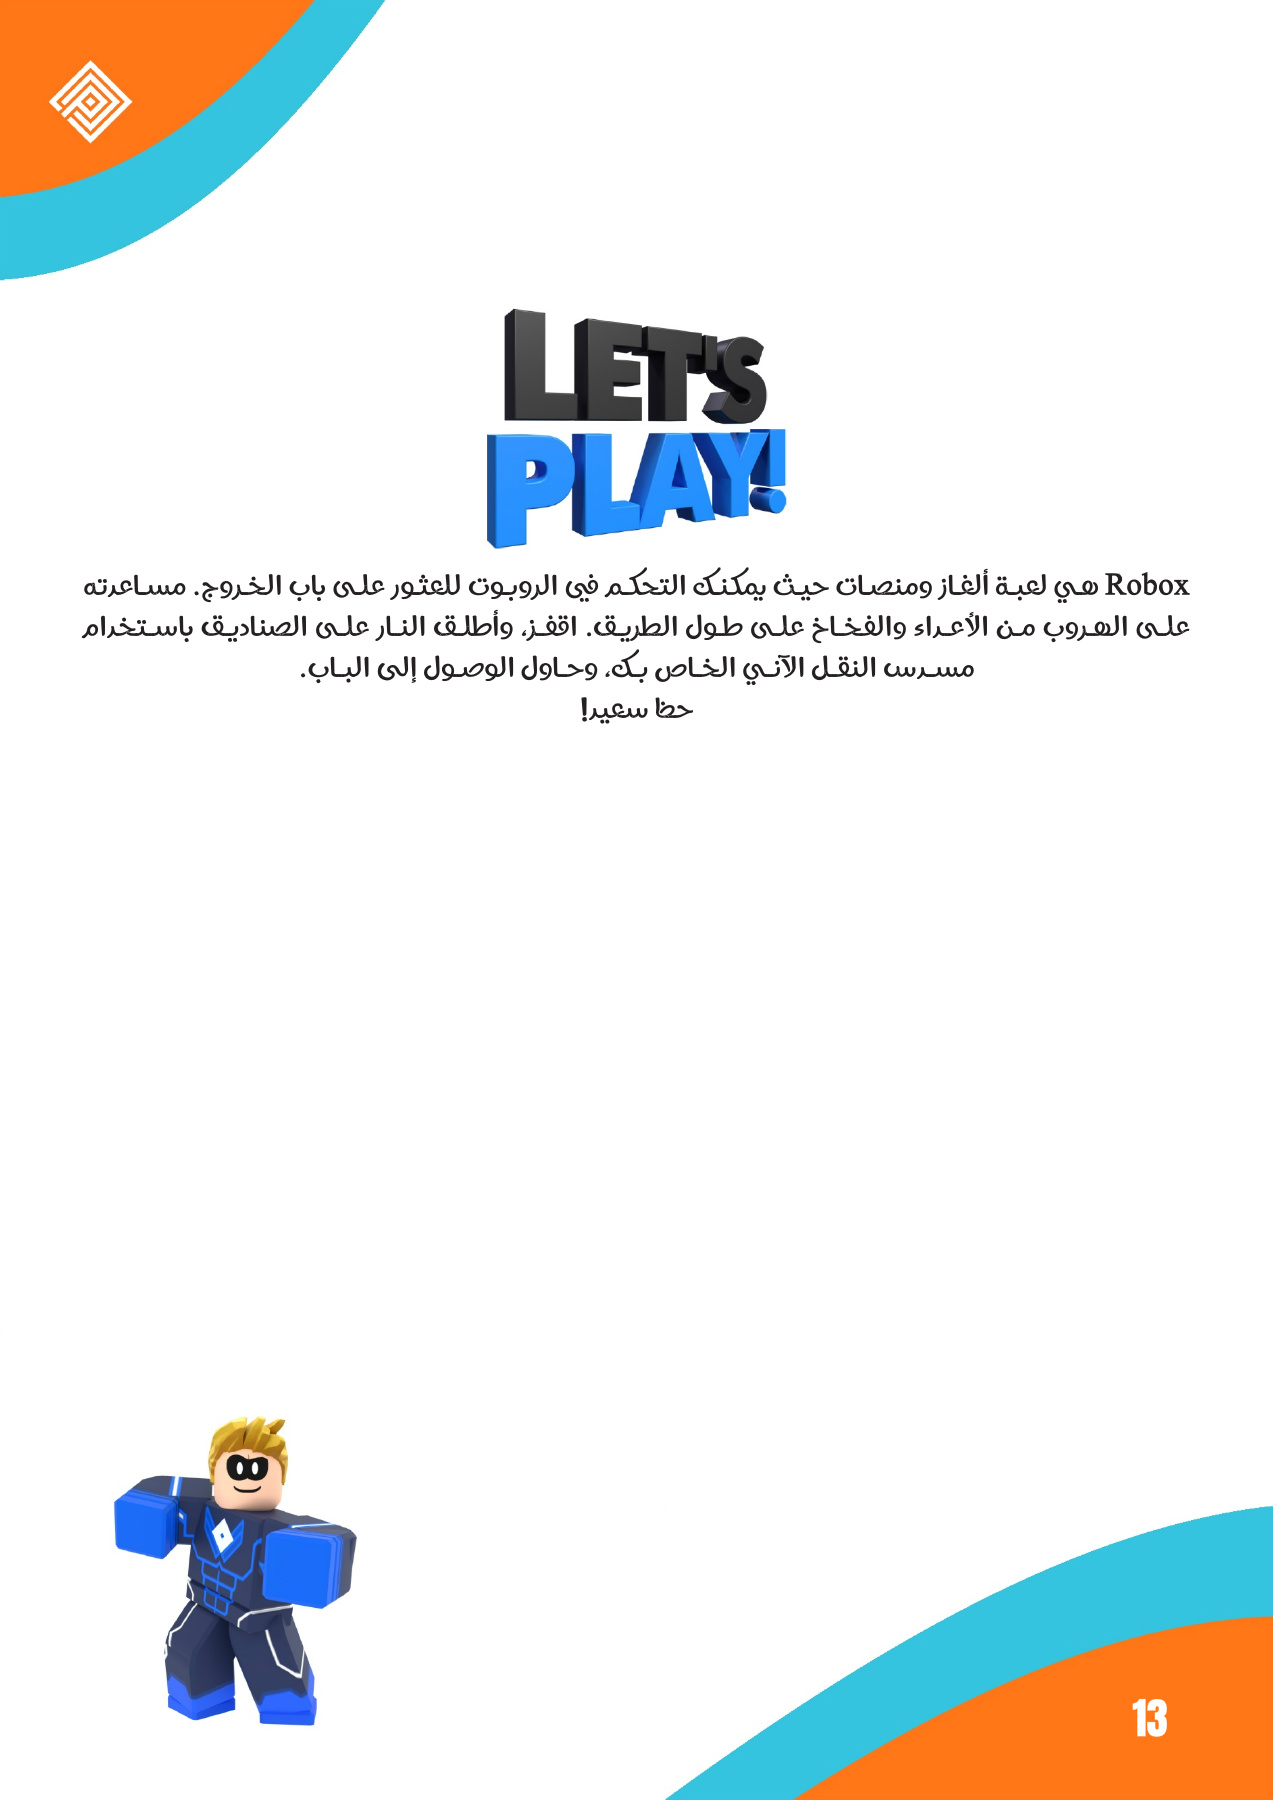 LET'S
PLAY!
Robox هي لعبة ألغاز ومنصات حيث يمكنك التحكم في الروبوت للعثور على باب الخروج. مساعدته
على الهروب من الأعداء والفخاخ على طول الطريق. اقفز، وأطلق النار على الصناديق باستخدام
مسدس النقل الآني الخاص بك، وحاول الوصول إلى الباب.
حظا سعيد!
13